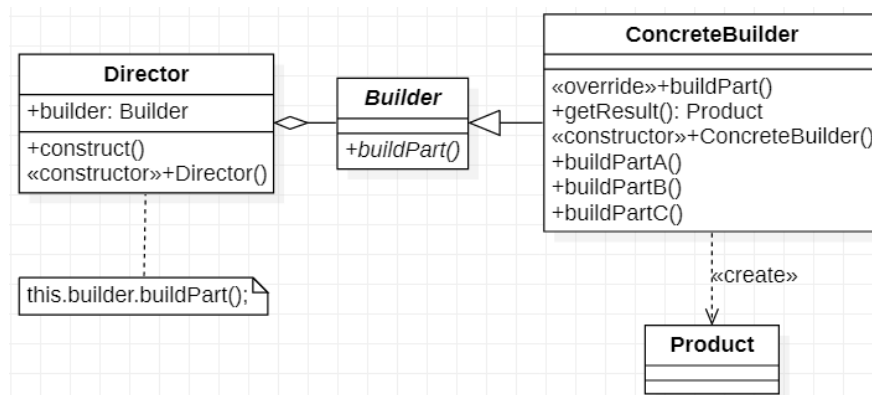 Director
+builder: Builder
+construct()
«constructor»+Director()
this.builder.buildPart();
Builder
+buildPart()
ConcreteBuilder
«override»+buildPart()
+getResult(): Product
«constructor»+ConcreteBuilder()
+buildPartA()
+buildPartB()
+buildPartC()
«create»
Product